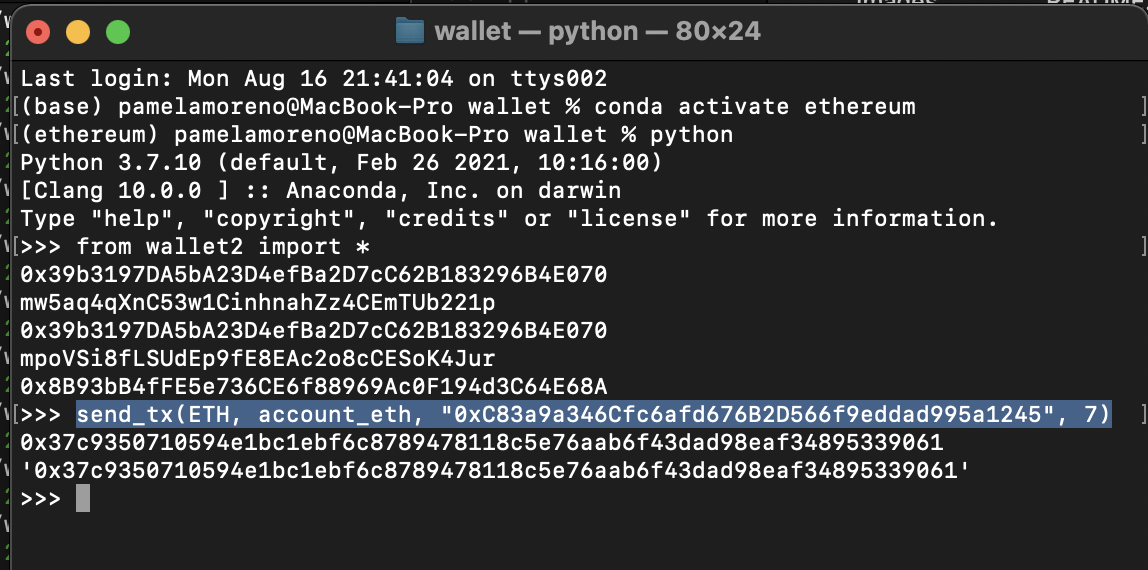 wallet — python — 80×24
Last login: Mon Aug 16 21:41:04 on ttys002
[(base) pamelamoreno@MacBook-Pro wallet % conda activate ethereum ]
[(ethereum) pamelamoreno@MacBook-Pro wallet % python ]
Python 3.7.10 (default, Feb 26 2021, 10:16:00)
[Clang 10.0.0 ] :: Anaconda, Inc. on darwin
Type "help", "copyright", "credits" or "license" for more information.
[>>> from wallet2 import * ]
0x39b3197DA5bA23D4efBa2D7cC62B183296B4E070
mw5aq4qXnC53w1CinhnahZz4CEmTUb221p
0x39b3197DA5bA23D4efBa2D7cC62B183296B4E070
mpoVSi8fLSUdEp9fE8EAc2o8cCESoK4Jur
0x8B93bB4fFE5e736CE6f88969Ac0F194d3C64E68A
[>>> send_tx(ETH, account_eth, "0xC83a9a346Cfc6afd676B2D566f9eddad995a1245", 7) ]
0x37c9350710594e1bc1ebf6c8789478118c5e76aab6f43dad98eaf34895339061
'0x37c9350710594e1bc1ebf6c8789478118c5e76aab6f43dad98eaf34895339061'
>>>